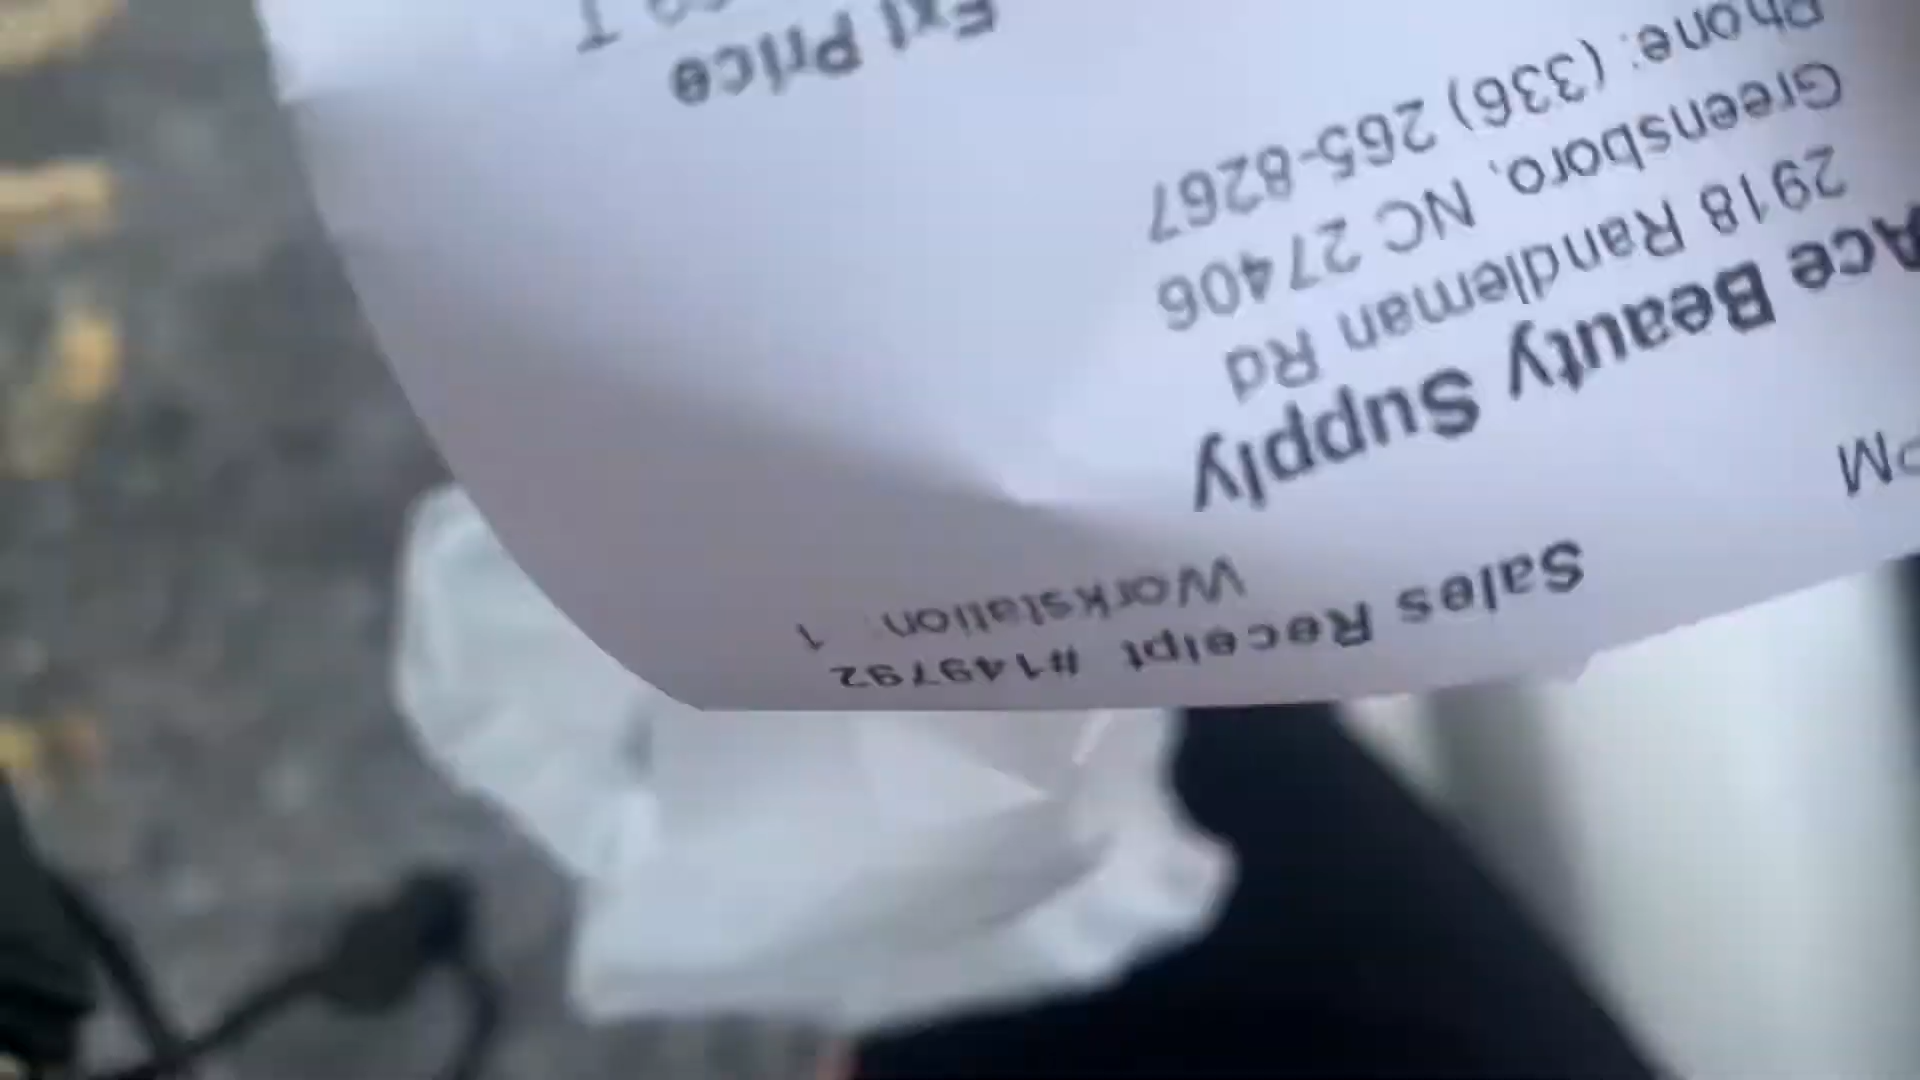 Sales Receipt #149792
Workstation: 1
PM
Ace Beauty Supply
2918 Randleman Rd
Greensboro, NC 27406
Phone: (336) 265-8267
Ext Price
T